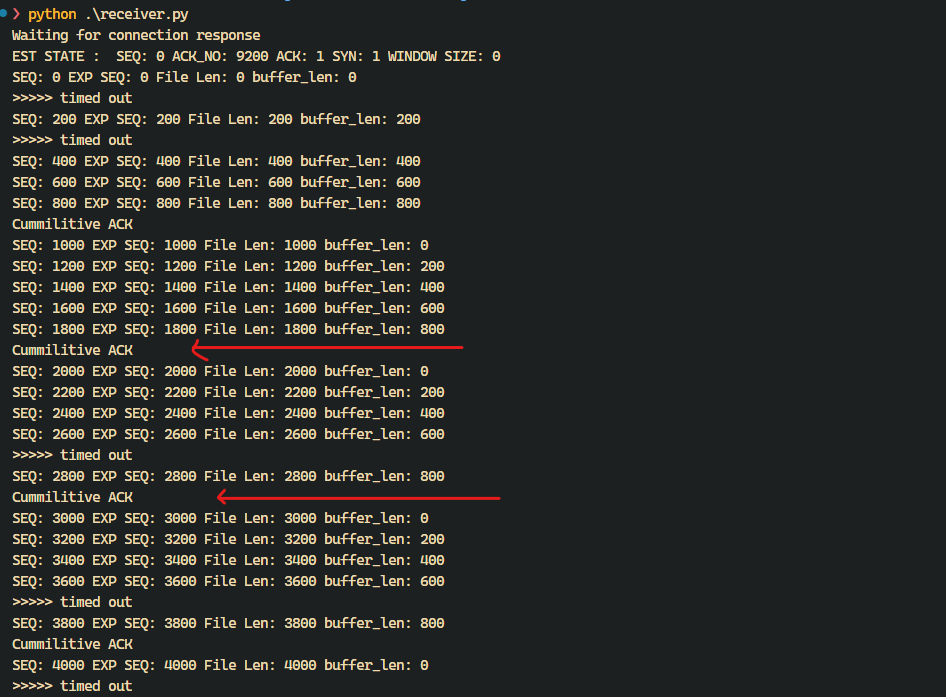 ❯ python .\receiver.py
Waiting for connection response
EST STATE :  SEQ: 0 ACK_NO: 9200 ACK: 1 SYN: 1 WINDOW SIZE: 0
SEQ: 0 EXP SEQ: 0 File Len: 0 buffer_len: 0
>>>>> timed out
SEQ: 200 EXP SEQ: 200 File Len: 200 buffer_len: 200
>>>>> timed out
SEQ: 400 EXP SEQ: 400 File Len: 400 buffer_len: 400
SEQ: 600 EXP SEQ: 600 File Len: 600 buffer_len: 600
SEQ: 800 EXP SEQ: 800 File Len: 800 buffer_len: 800
Cummilitive ACK
SEQ: 1000 EXP SEQ: 1000 File Len: 1000 buffer_len: 0
SEQ: 1200 EXP SEQ: 1200 File Len: 1200 buffer_len: 200
SEQ: 1400 EXP SEQ: 1400 File Len: 1400 buffer_len: 400
SEQ: 1600 EXP SEQ: 1600 File Len: 1600 buffer_len: 600
SEQ: 1800 EXP SEQ: 1800 File Len: 1800 buffer_len: 800
Cummilitive ACK
SEQ: 2000 EXP SEQ: 2000 File Len: 2000 buffer_len: 0
SEQ: 2200 EXP SEQ: 2200 File Len: 2200 buffer_len: 200
SEQ: 2400 EXP SEQ: 2400 File Len: 2400 buffer_len: 400
SEQ: 2600 EXP SEQ: 2600 File Len: 2600 buffer_len: 600
>>>>> timed out
SEQ: 2800 EXP SEQ: 2800 File Len: 2800 buffer_len: 800
Cummilitive ACK
SEQ: 3000 EXP SEQ: 3000 File Len: 3000 buffer_len: 0
SEQ: 3200 EXP SEQ: 3200 File Len: 3200 buffer_len: 200
SEQ: 3400 EXP SEQ: 3400 File Len: 3400 buffer_len: 400
SEQ: 3600 EXP SEQ: 3600 File Len: 3600 buffer_len: 600
>>>>> timed out
SEQ: 3800 EXP SEQ: 3800 File Len: 3800 buffer_len: 800
Cummilitive ACK
SEQ: 4000 EXP SEQ: 4000 File Len: 4000 buffer_len: 0
>>>>> timed out